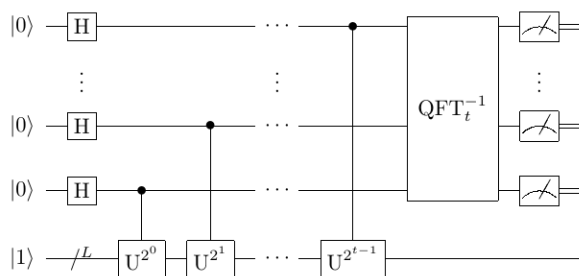 |0⟩ H ⋯
⋮ ⋮ ⋮
|0⟩ H ⋯ QFT_t^{-1}
|0⟩ H ⋯
|1⟩ L U^{2^0} U^{2^1} ⋯ U^{2^{t-1}}